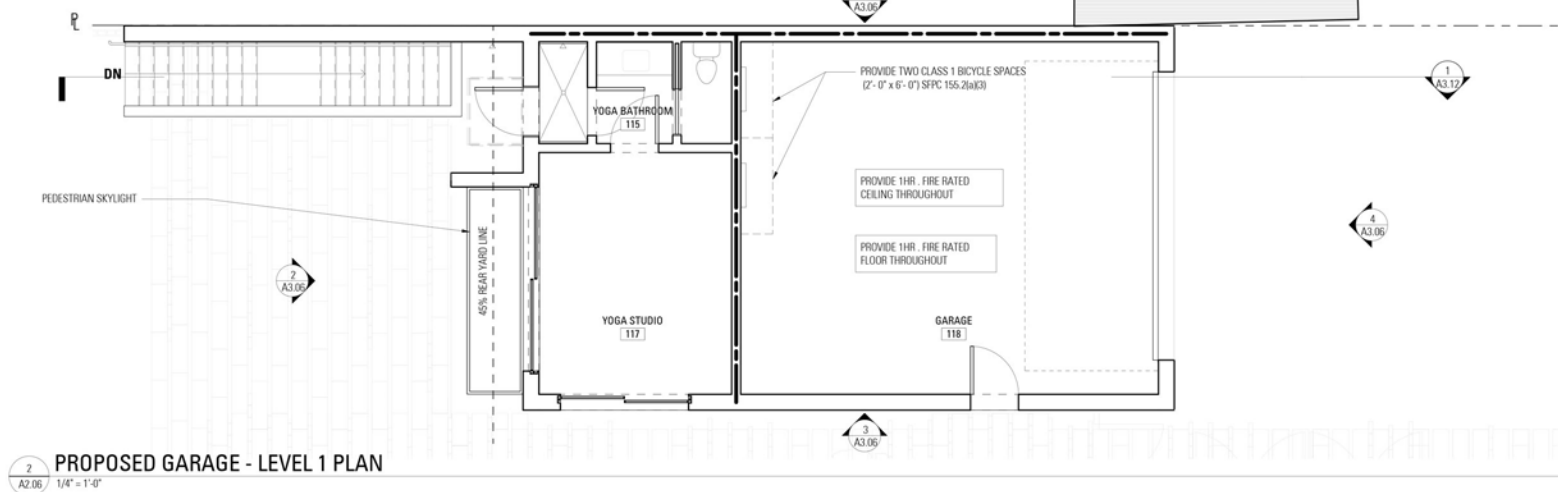 A3.06
PL
DN
PROVIDE TWO CLASS 1 BICYCLE SPACES
(2'- 0" x 6'- 0") SFPC 155.2(a)(3)
1
A3.12
YOGA BATHROOM
115
PROVIDE 1HR . FIRE RATED
CEILING THROUGHOUT
PEDESTRIAN SKYLIGHT
4
A3.06
PROVIDE 1HR . FIRE RATED
FLOOR THROUGHOUT
45% REAR YARD LINE
2
A3.06
YOGA STUDIO
117
GARAGE
118
3
A3.06
2
A2.06
PROPOSED GARAGE - LEVEL 1 PLAN
1/4" = 1'-0"